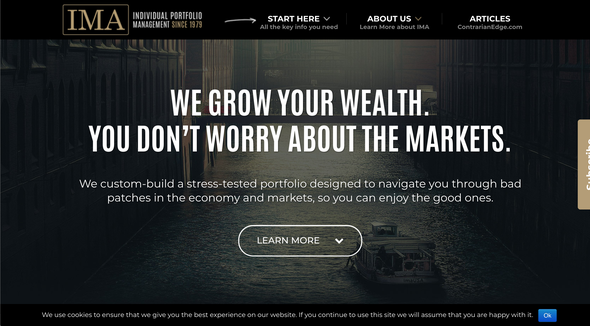 IMA
INDIVIDUAL PORTFOLIO
MANAGEMENT SINCE 1979
START HERE
All the key info you need
ABOUT US
Learn More about IMA
ARTICLES
ContrarianEdge.com
WE GROW YOUR WEALTH.
YOU DON'T WORRY ABOUT THE MARKETS.
We custom-build a stress-tested portfolio designed to navigate you through bad
patches in the economy and markets, so you can enjoy the good ones.
LEARN MORE
Subscribe
We use cookies to ensure that we give you the best experience on our website. If you continue to use this site we will assume that you are happy with it.
Ok